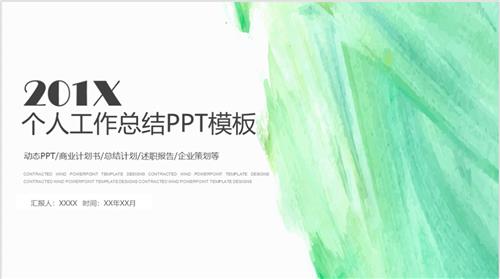 201X
个人工作总结PPT模板
动态PPT/商业计划书/总结计划/述职报告/企业策划等
CONTRACTED WIND POWERPOINT TEMPLATE DESIGNS CONTRACTED WIND POWERPOINT TEMPLATE DESIGNS
CONTRACTED WIND POWERPOINT TEMPLATE DESIGNS CONTRACTED WIND POWERPOINT TEMPLATE DESIGNS
汇报人：XXXX 时间：XX年XX月